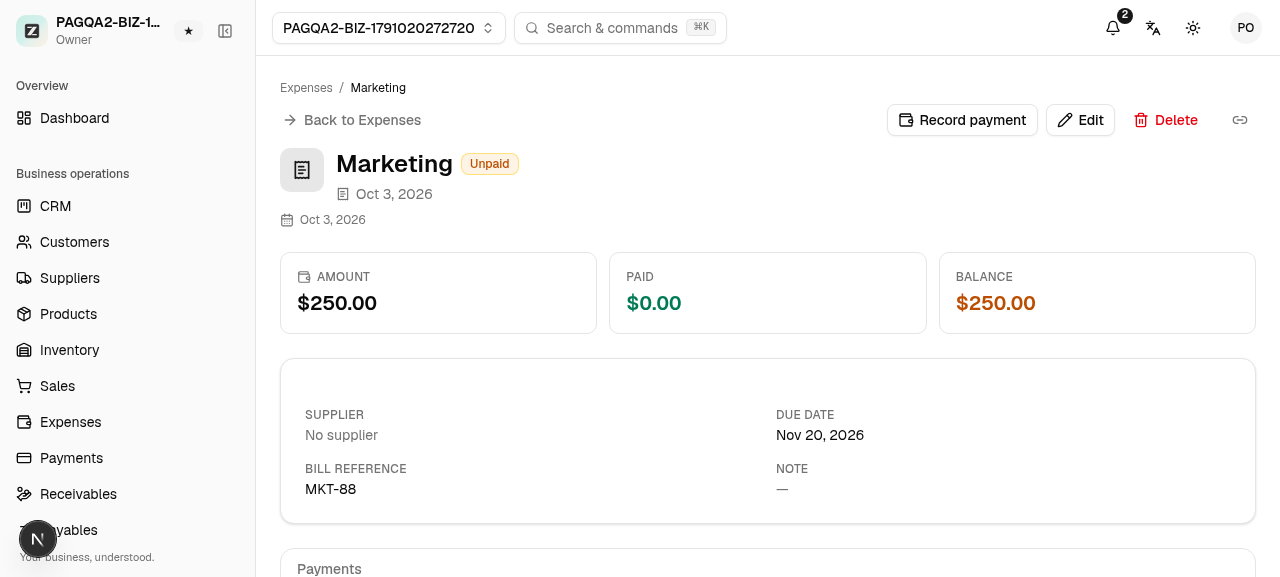 PAGQA2-BIZ-1...
Owner
Overview
Dashboard
Business operations
CRM
Customers
Suppliers
Products
Inventory
Sales
Expenses
Payments
Receivables
yables
Your business, understood.
PAGQA2-BIZ-1791020272720
Search & commands ⌘K
2
PO
Expenses / Marketing
Back to Expenses
Record payment
Edit
Delete
Marketing Unpaid
Oct 3, 2026
Oct 3, 2026
AMOUNT
$250.00
PAID
$0.00
BALANCE
$250.00
SUPPLIER
No supplier
DUE DATE
Nov 20, 2026
BILL REFERENCE
MKT-88
NOTE
—
Payments